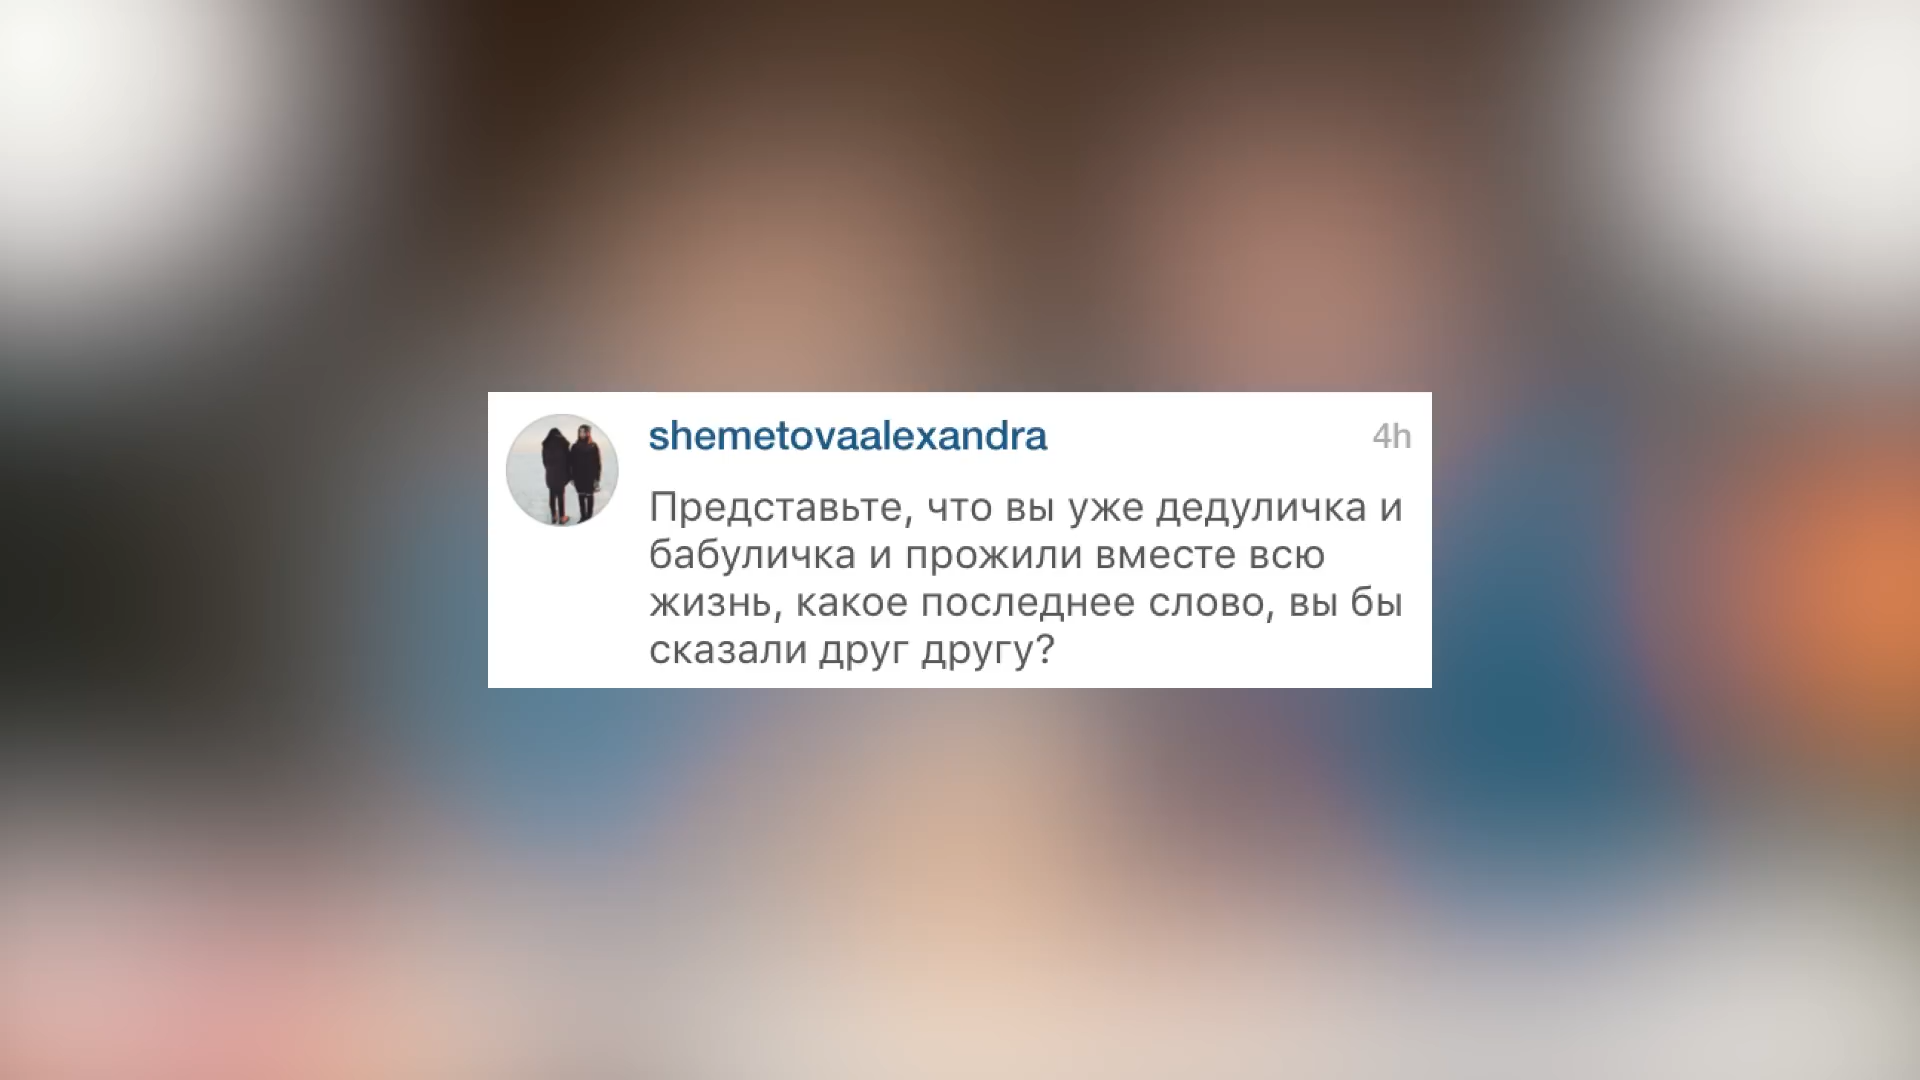 shemetovaalexandra 4h
Представьте, что вы уже дедуличка и
бабуличка и прожили вместе всю
жизнь, какое последнее слово, вы бы
сказали друг другу?